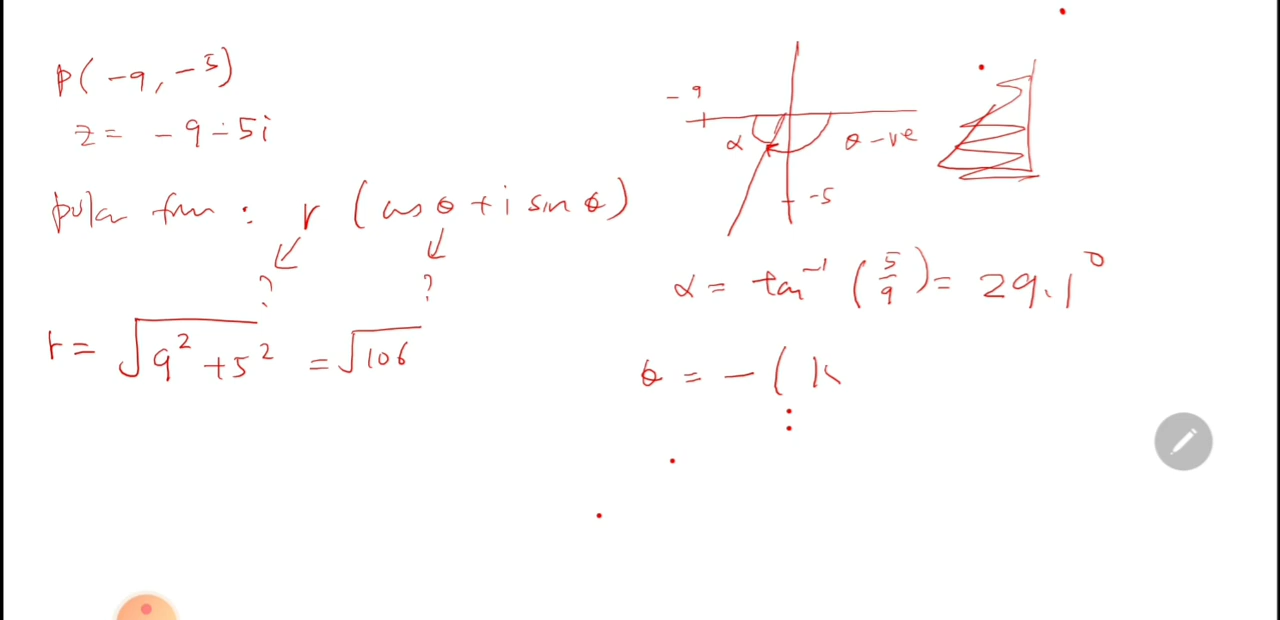 P(-9, -5)
z = -9-5i
polar form : r (cos θ + i sin θ)
? ?
r = √9² + 5² = √106
-9
α θ -ve
-5
α = tan⁻¹ (5/9) = 29.1°
θ = - (